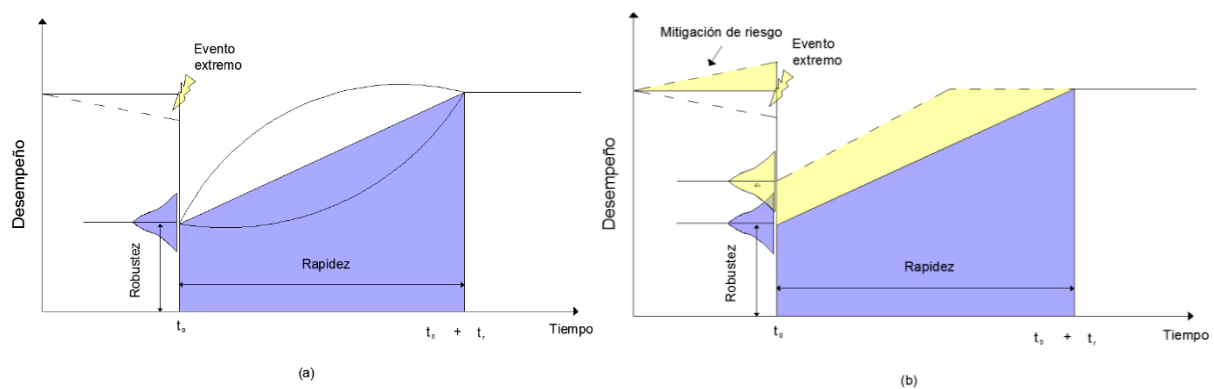 Evento
extremo
Desempeño
Robustez
Rapidez
t₀
t₀ + tᵣ
Tiempo
(a)
Mitigación de riesgo
Evento
extremo
Desempeño
Robustez
Rapidez
t₀
t₀ + tᵣ
Tiempo
(b)